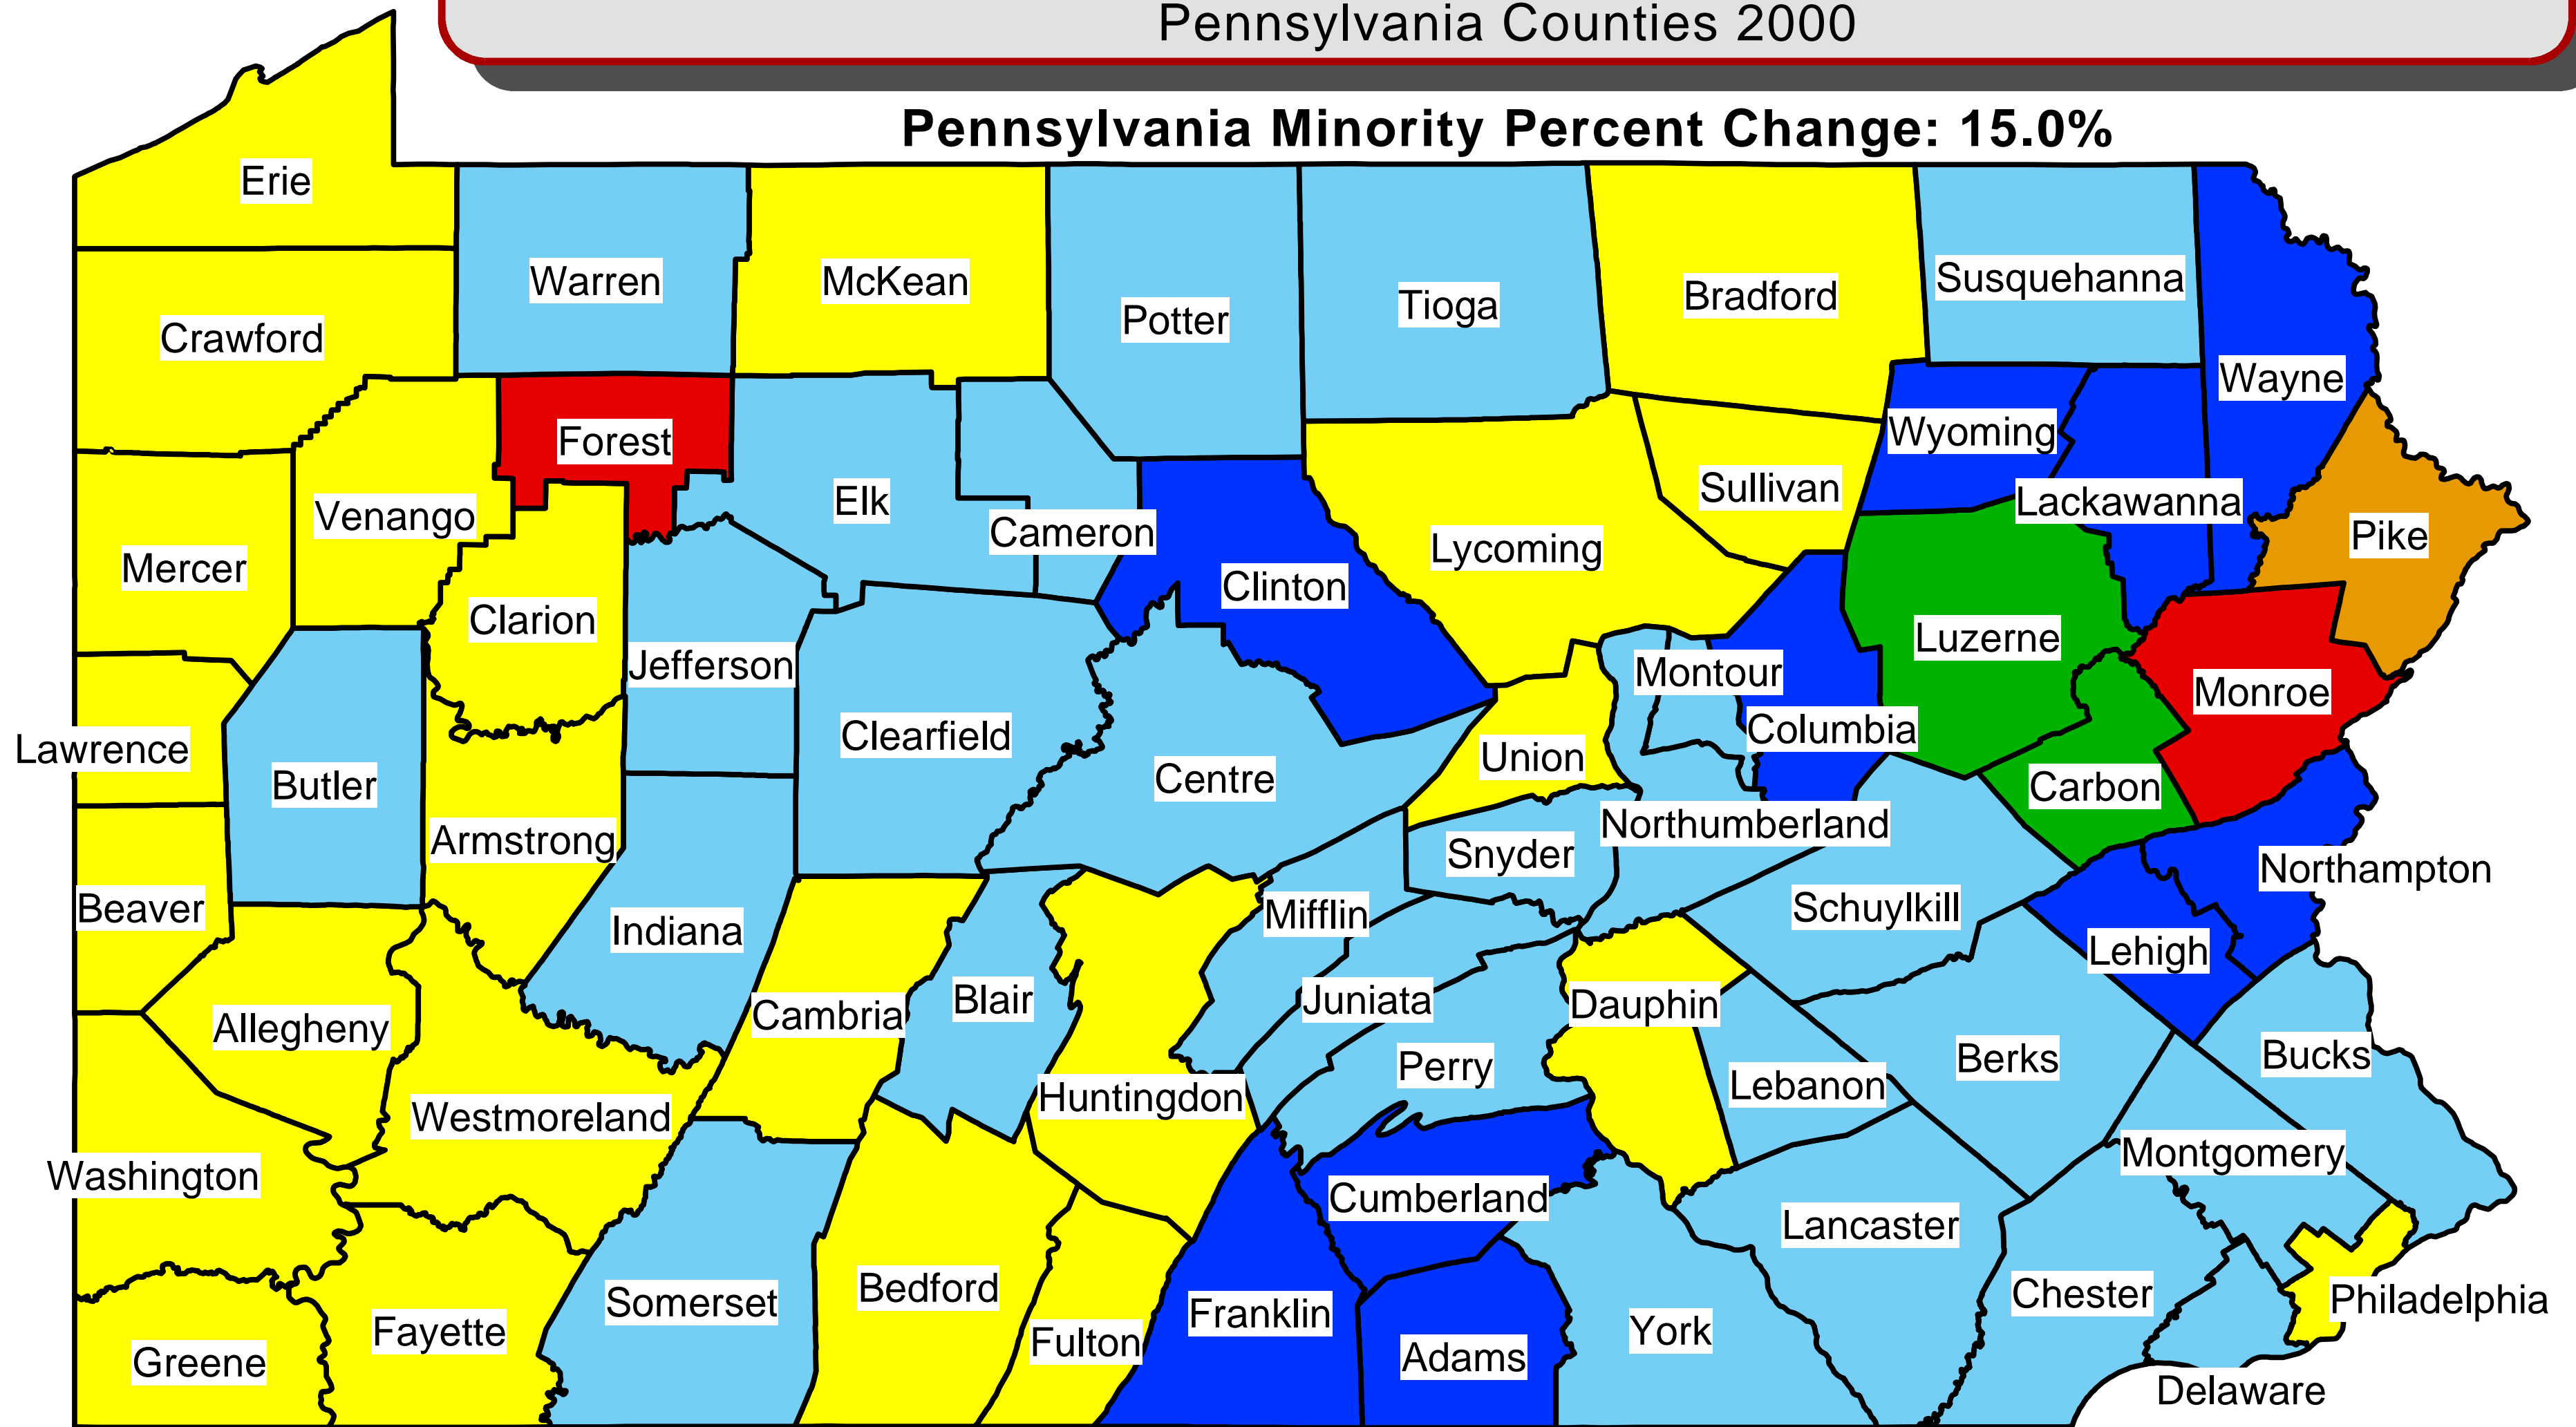 Pennsylvania Counties 2000
Pennsylvania Minority Percent Change: 15.0%
Erie
Warren
McKean
Potter
Tioga
Bradford
Susquehanna
Wayne
Crawford
Forest
Elk
Cameron
Clinton
Lycoming
Sullivan
Wyoming
Lackawanna
Pike
Mercer
Venango
Clarion
Jefferson
Clearfield
Centre
Union
Montour
Columbia
Luzerne
Monroe
Carbon
Lawrence
Butler
Armstrong
Indiana
Snyder
Northumberland
Schuylkill
Northampton
Lehigh
Beaver
Allegheny
Westmoreland
Cambria
Blair
Huntingdon
Mifflin
Juniata
Perry
Dauphin
Lebanon
Berks
Bucks
Montgomery
Washington
Greene
Fayette
Somerset
Bedford
Fulton
Franklin
Cumberland
Adams
York
Lancaster
Chester
Delaware
Philadelphia